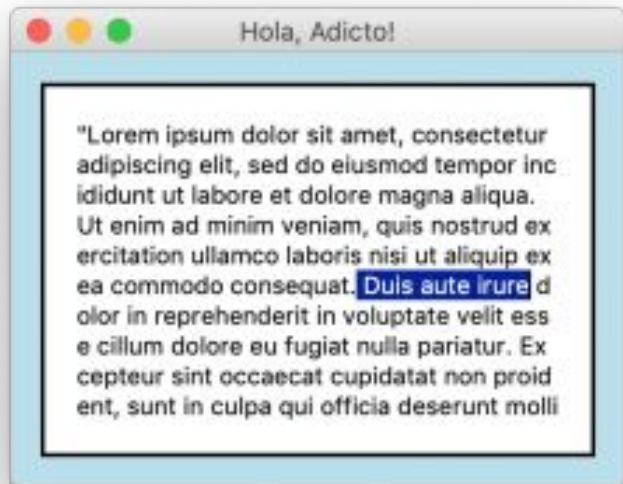 Hola, Adicto!
"Lorem ipsum dolor sit amet, consectetur
adipiscing elit, sed do eiusmod tempor inc
ididunt ut labore et dolore magna aliqua.
Ut enim ad minim veniam, quis nostrud ex
ercitation ullamco laboris nisi ut aliquip ex
ea commodo consequat. Duis aute irure d
olor in reprehenderit in voluptate velit ess
e cillum dolore eu fugiat nulla pariatur. Ex
cepteur sint occaecat cupidatat non proid
ent, sunt in culpa qui officia deserunt molli